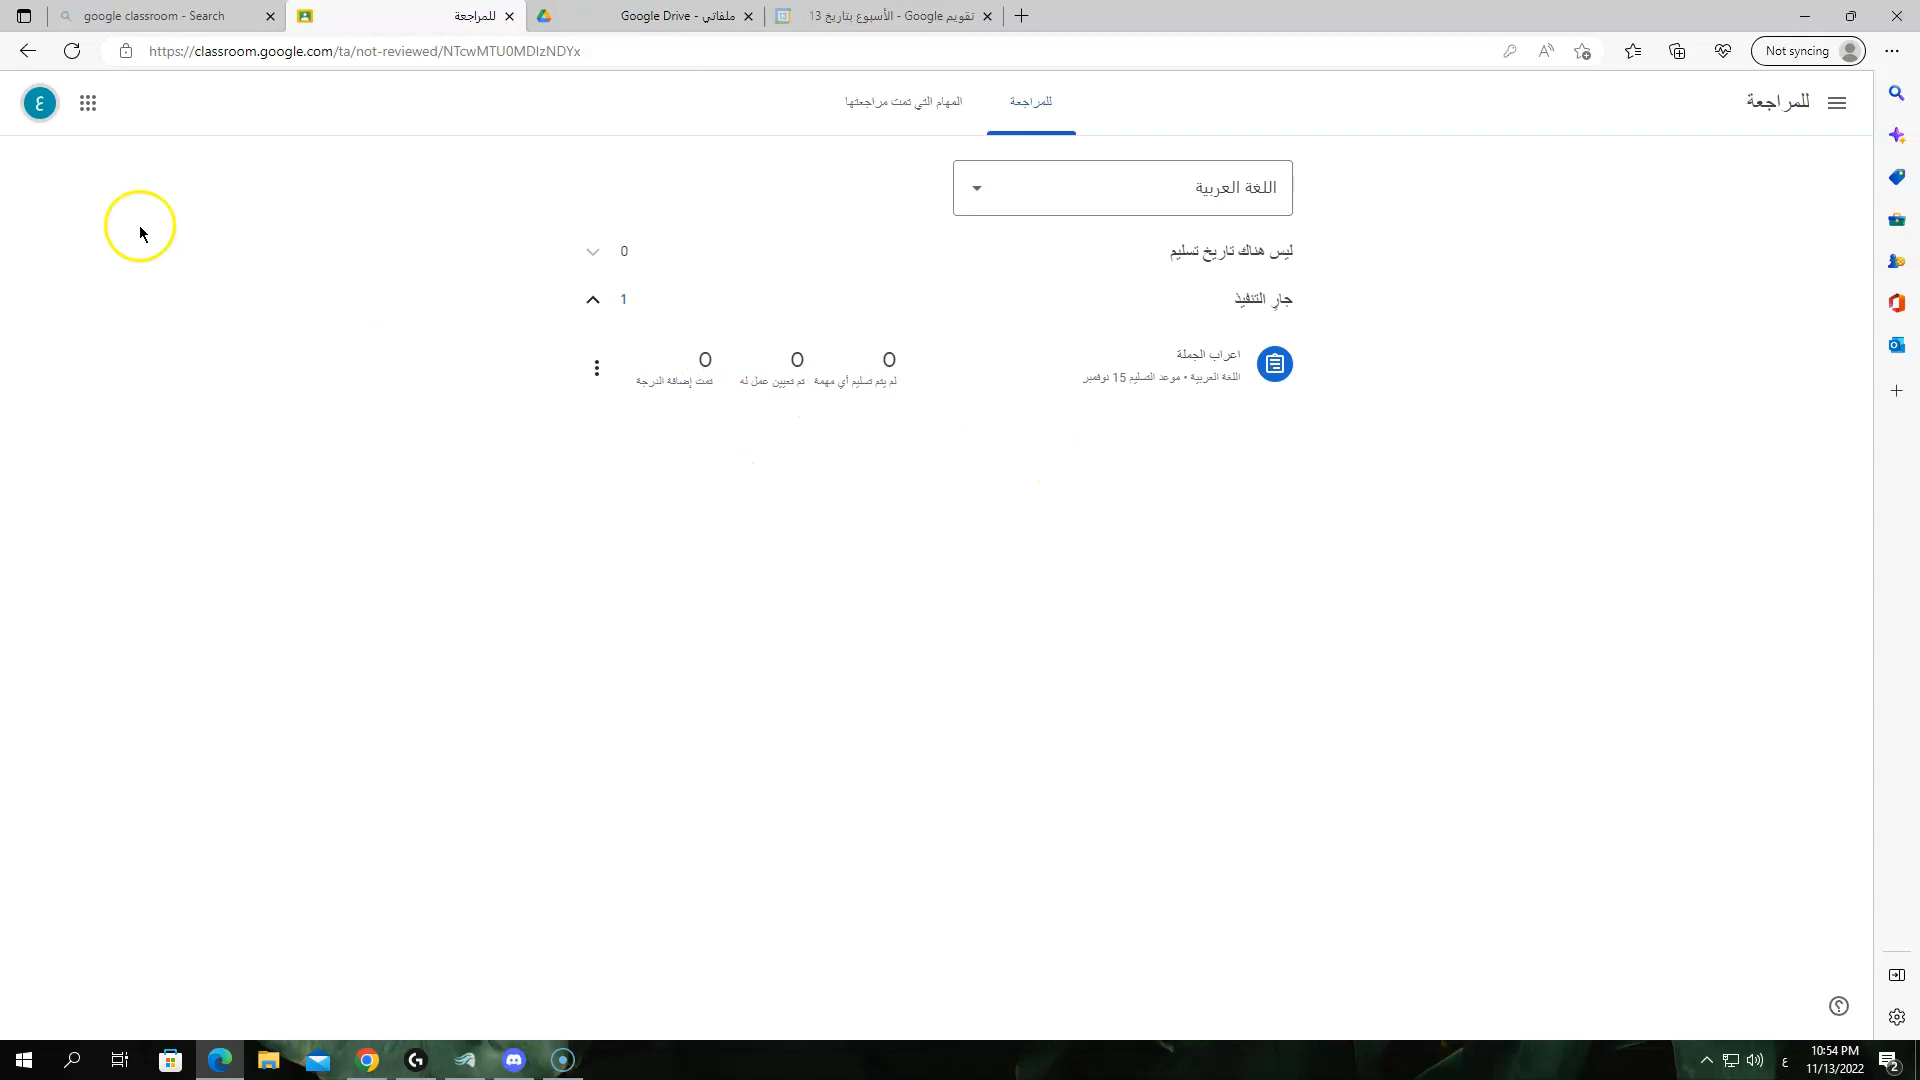 google classroom - Search
للمراجعة
ملفاتي - Google Drive
تقويم Google - الأسبوع بتاريخ 13
https://classroom.google.com/ta/not-reviewed/NTcwMTU0MDIzNDYx
Not syncing
للمراجعة
للمراجعة
المهام التي تمت مراجعتها
ع
اللغة العربية
ليس هناك تاريخ تسليم
0
جارٍ التنفيذ
1
اعراب الجملة
اللغة العربية • موعد التسليم 15 نوفمبر
0
لم يتم تسليم أي مهمة
0
تم تعيين عمل له
0
تمت إضافة الدرجة
ع
10:54 PM
11/13/2022
2